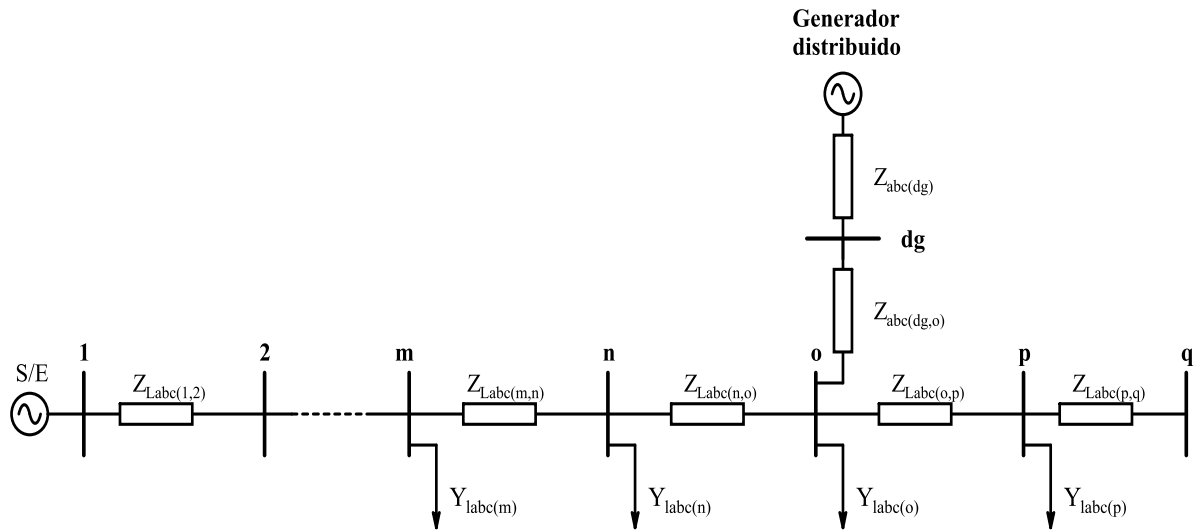 Generador
distribuido
Zabc(dg)
dg
Zabc(dg,o)
1
2
m
n
o
p
q
S/E
ZLabc(1,2)
ZLabc(m,n)
ZLabc(n,o)
ZLabc(o,p)
ZLabc(p,q)
Ylabc(m)
Ylabc(n)
Ylabc(o)
Ylabc(p)